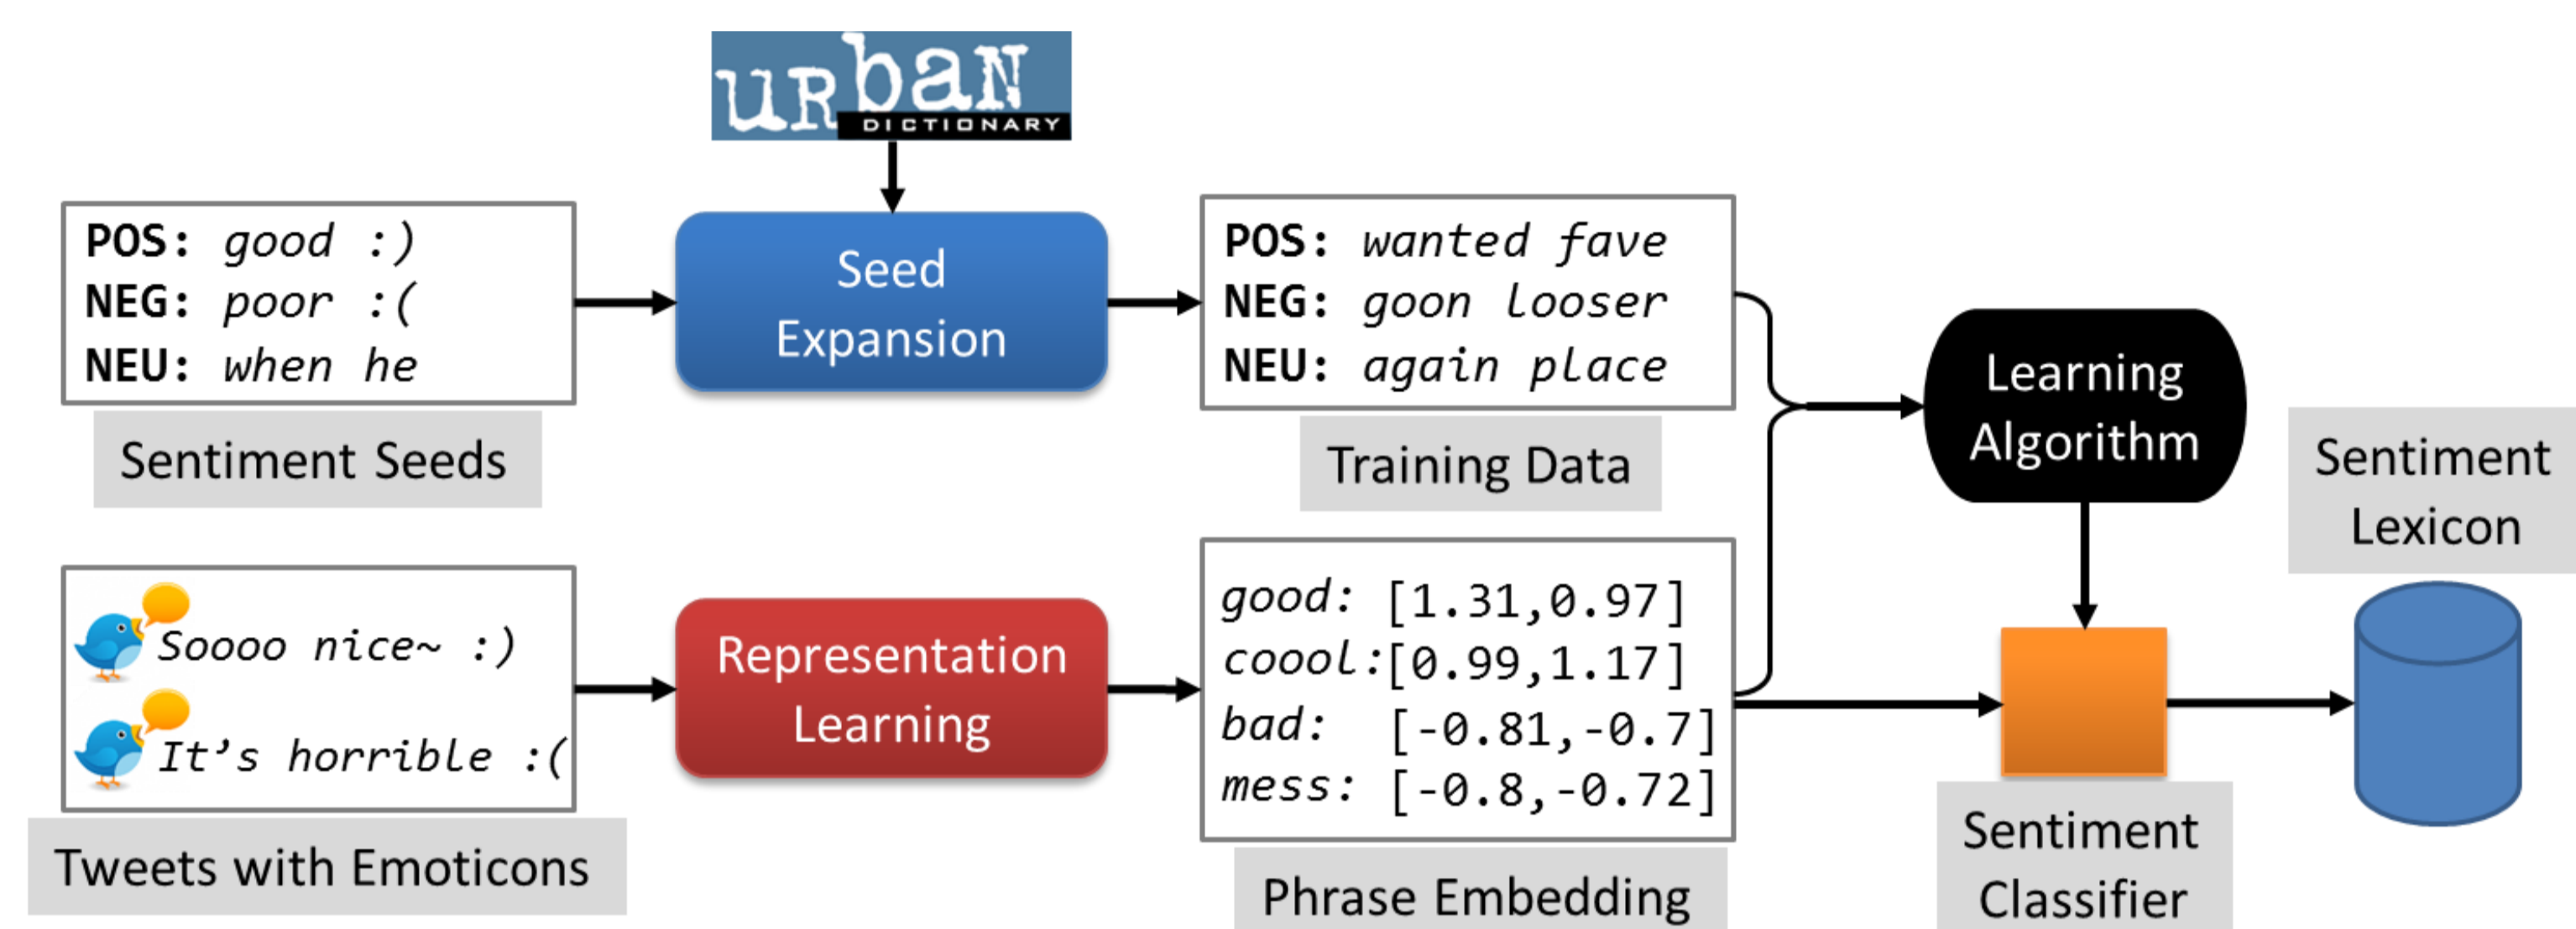 urban
DICTIONARY
POS: good :)
NEG: poor :(
NEU: when he
Sentiment Seeds
Seed
Expansion
POS: wanted fave
NEG: goon looser
NEU: again place
Training Data
Learning
Algorithm
Sentiment
Lexicon
Soooo nice~ :)
It's horrible :(
Tweets with Emoticons
Representation
Learning
good: [1.31,0.97]
coool:[0.99,1.17]
bad: [-0.81,-0.7]
mess: [-0.8,-0.72]
Phrase Embedding
Sentiment
Classifier